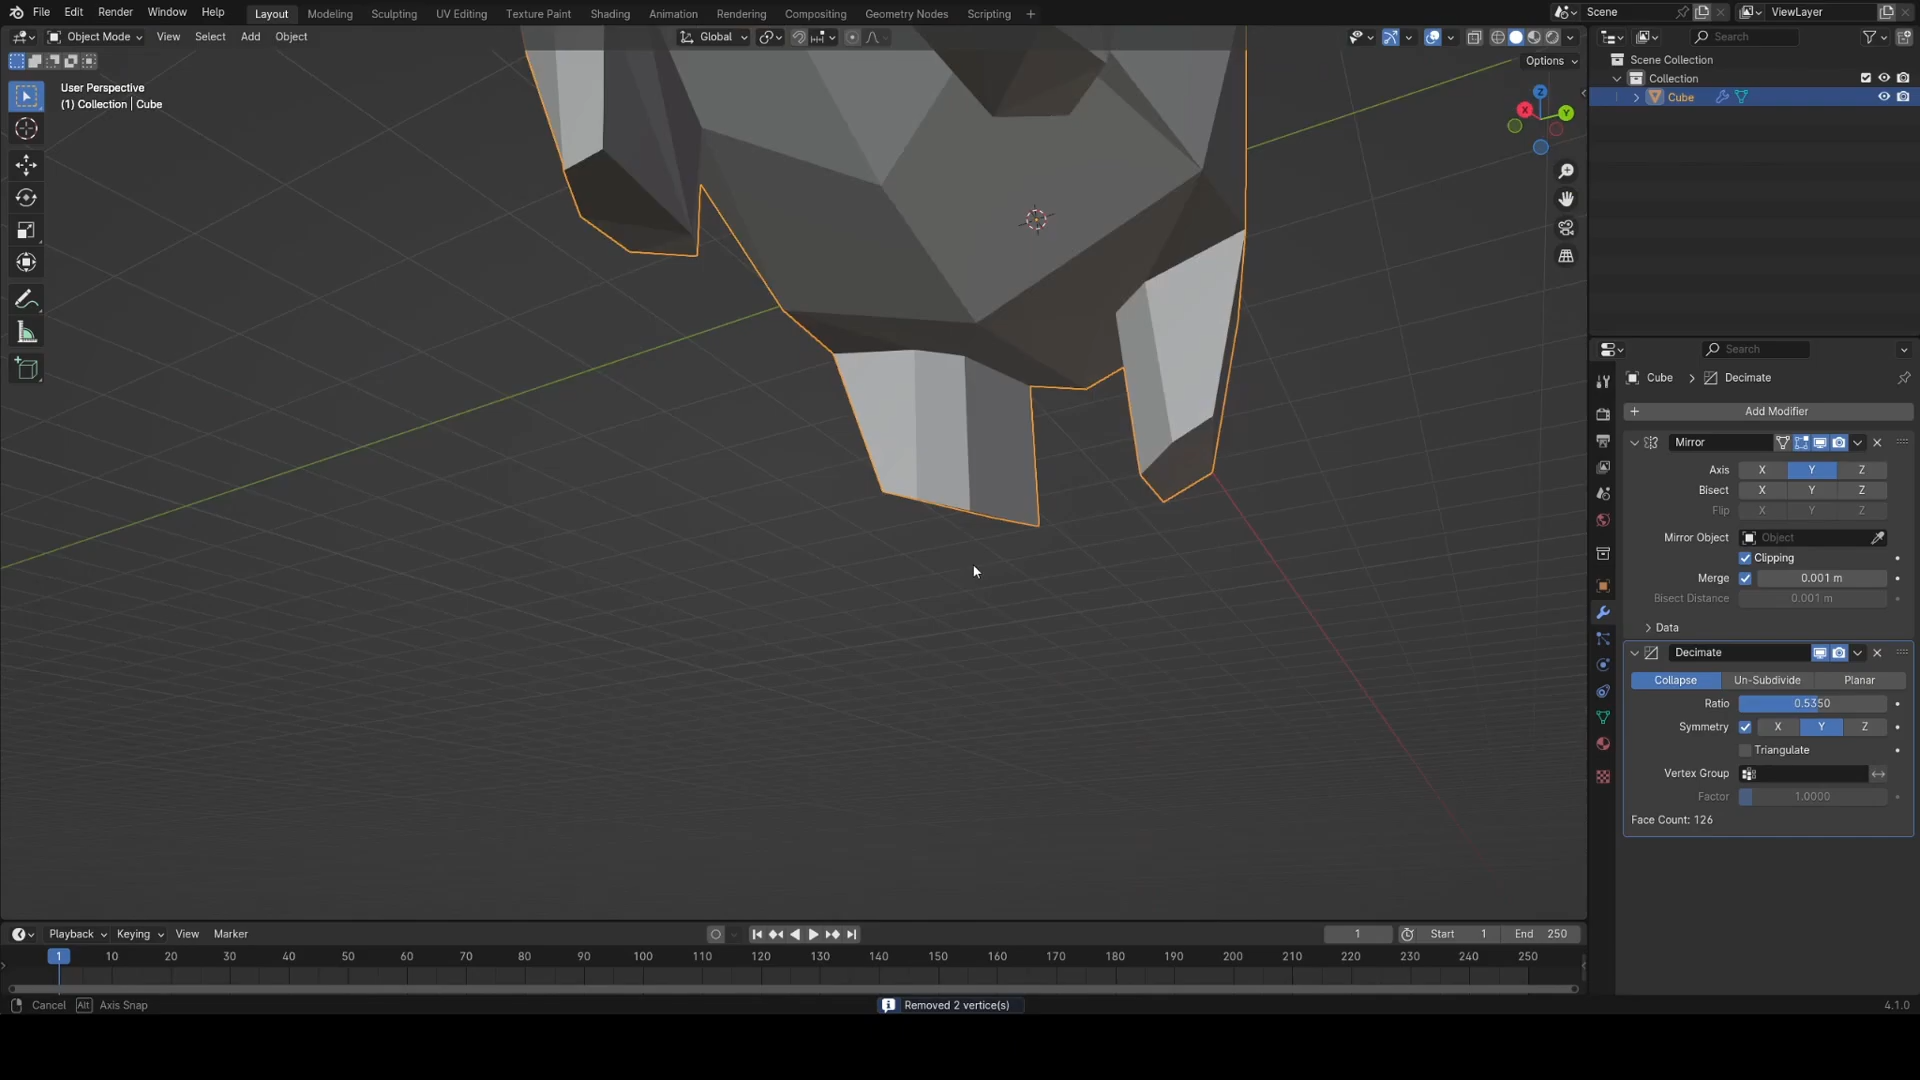 File Edit Render Window Help Layout Modeling Sculpting UV Editing Texture Paint Shading Animation Rendering Compositing Geometry Nodes Scripting + Scene ViewLayer
Object Mode View Select Add Object Global Search
Options
User Perspective
(1) Collection | Cube
Scene Collection
Collection
Cube
Z
X
Y
Search
Cube > Decimate
+ Add Modifier
Mirror
Axis X Y Z
Bisect X Y Z
Flip X Y Z
Mirror Object Object
Clipping
Merge 0.001 m
Bisect Distance 0.001 m
Data
Decimate
Collapse Un-Subdivide Planar
Ratio 0.5350
Symmetry X Y Z
Triangulate
Vertex Group
Factor 1.0000
Face Count: 126
Playback Keying View Marker 1 Start 1 End 250
1 10 20 30 40 50 60 70 80 90 100 110 120 130 140 150 160 170 180 190 200 210 220 230 240 250
Cancel Alt Axis Snap Removed 2 vertice(s) 4.1.0